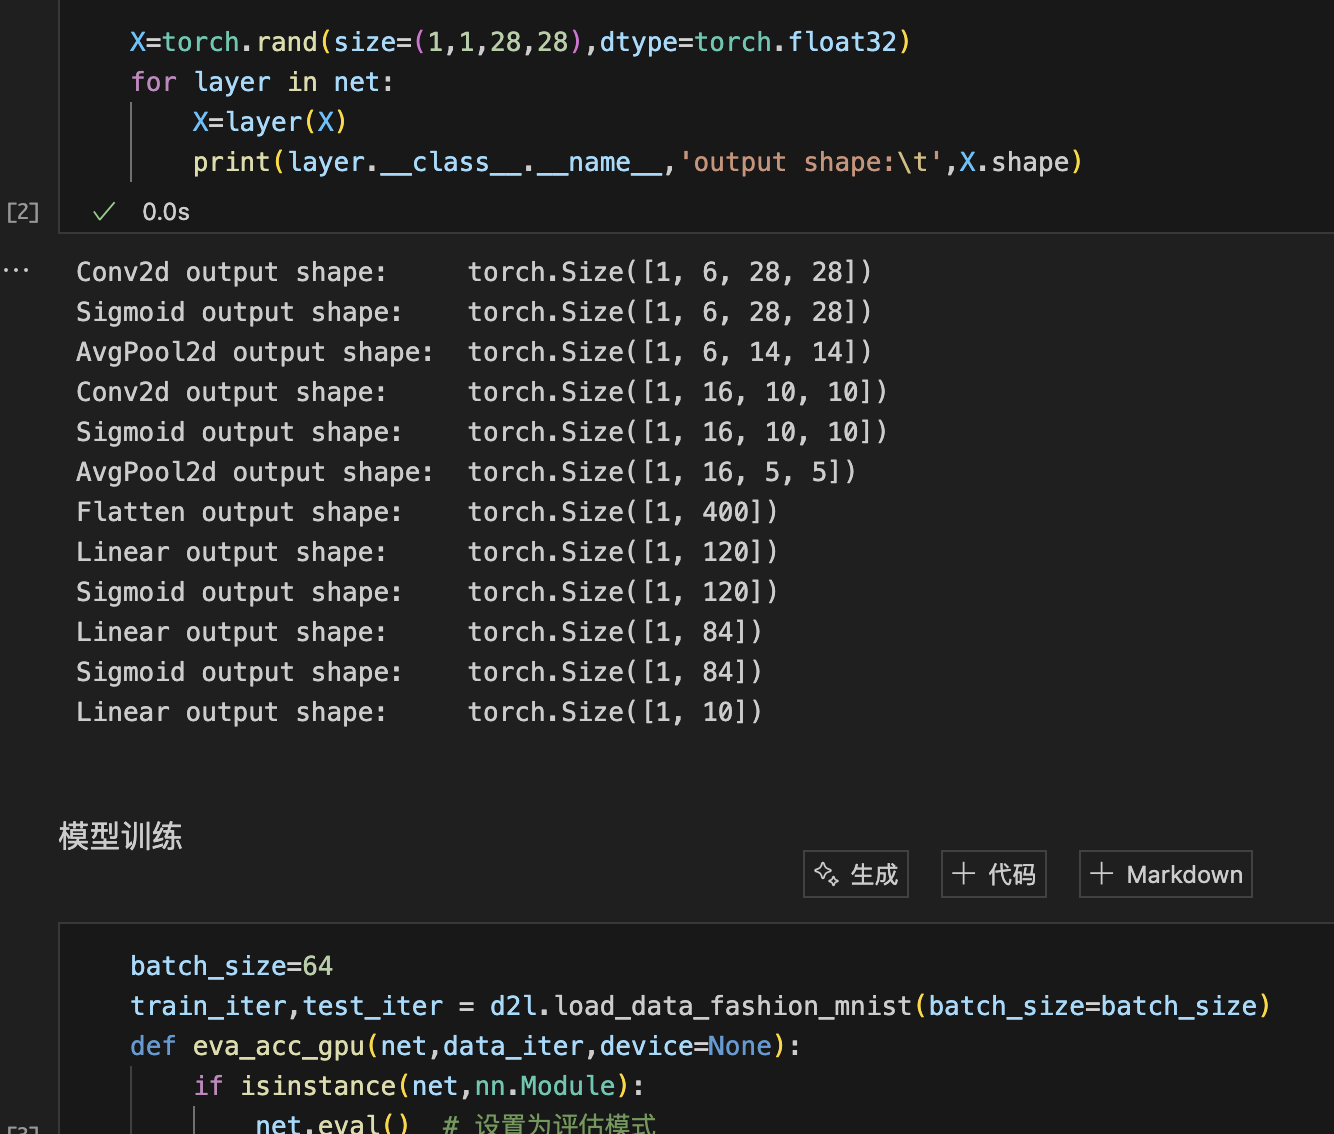 X=torch.rand(size=(1,1,28,28),dtype=torch.float32)
for layer in net:
    X=layer(X)
    print(layer.__class__.__name__,'output shape:\t',X.shape)
[2] ✓ 0.0s
...
Conv2d output shape:     torch.Size([1, 6, 28, 28])
Sigmoid output shape:    torch.Size([1, 6, 28, 28])
AvgPool2d output shape:  torch.Size([1, 6, 14, 14])
Conv2d output shape:     torch.Size([1, 16, 10, 10])
Sigmoid output shape:    torch.Size([1, 16, 10, 10])
AvgPool2d output shape:  torch.Size([1, 16, 5, 5])
Flatten output shape:    torch.Size([1, 400])
Linear output shape:     torch.Size([1, 120])
Sigmoid output shape:    torch.Size([1, 120])
Linear output shape:     torch.Size([1, 84])
Sigmoid output shape:    torch.Size([1, 84])
Linear output shape:     torch.Size([1, 10])
模型训练
生成 + 代码 + Markdown
batch_size=64
train_iter,test_iter = d2l.load_data_fashion_mnist(batch_size=batch_size)
def eva_acc_gpu(net,data_iter,device=None):
    if isinstance(net,nn.Module):
        net.eval()  # 设置为评估模式